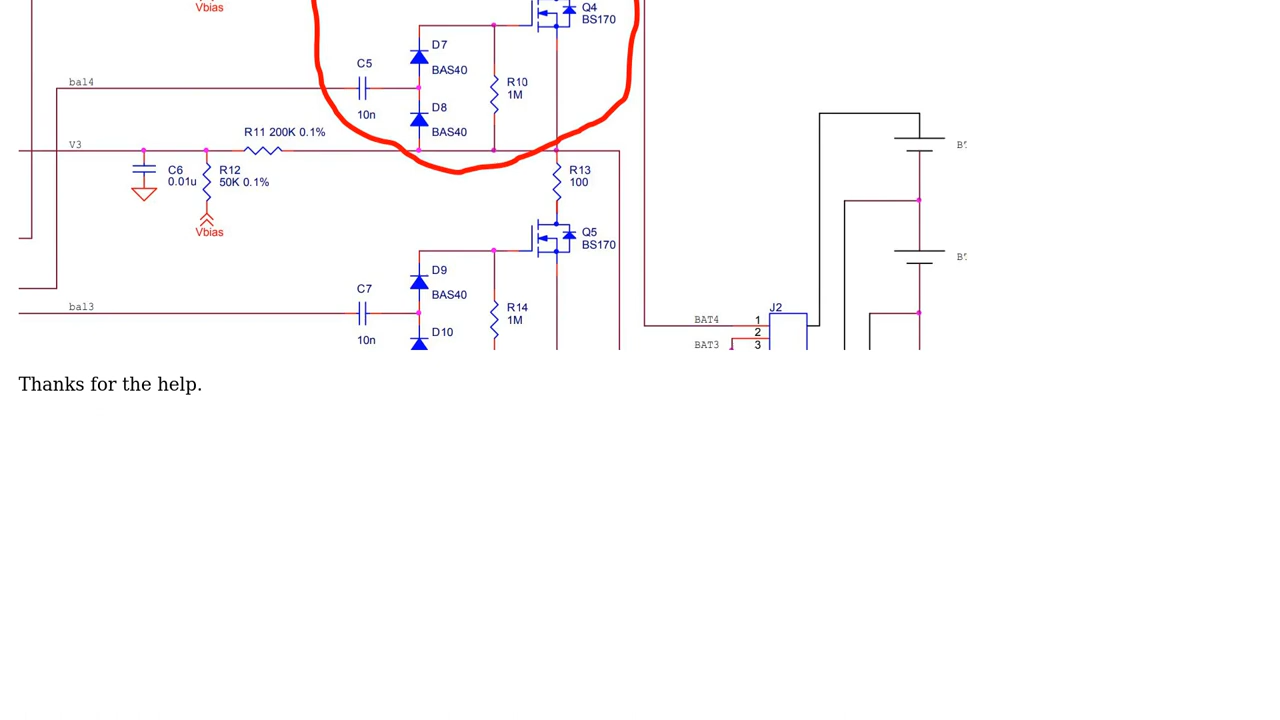 Vbias
Q4
BS170
D7
BAS40
C5
10n
R10
1M
bal4
D8
BAS40
V3
R11 200K 0.1%
C6
0.01u
R12
50K 0.1%
Vbias
R13
100
Q5
BS170
D9
BAS40
C7
10n
R14
1M
bal3
D10
J2
BAT4
1
2
BAT3
3
Thanks for the help.